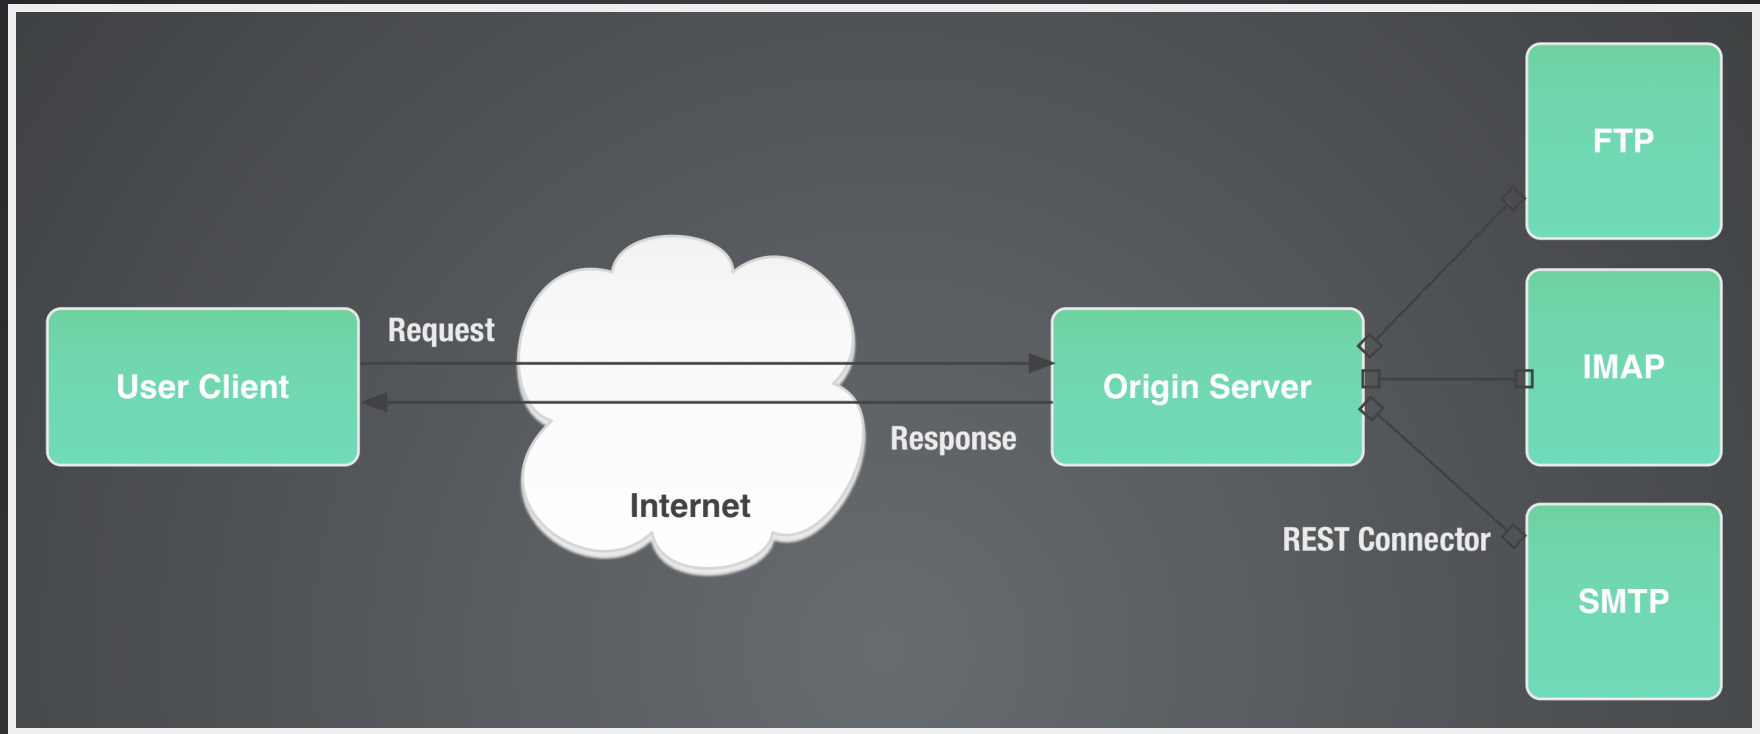 FTP
Request
User Client
Origin Server
IMAP
Response
Internet
REST Connector
SMTP